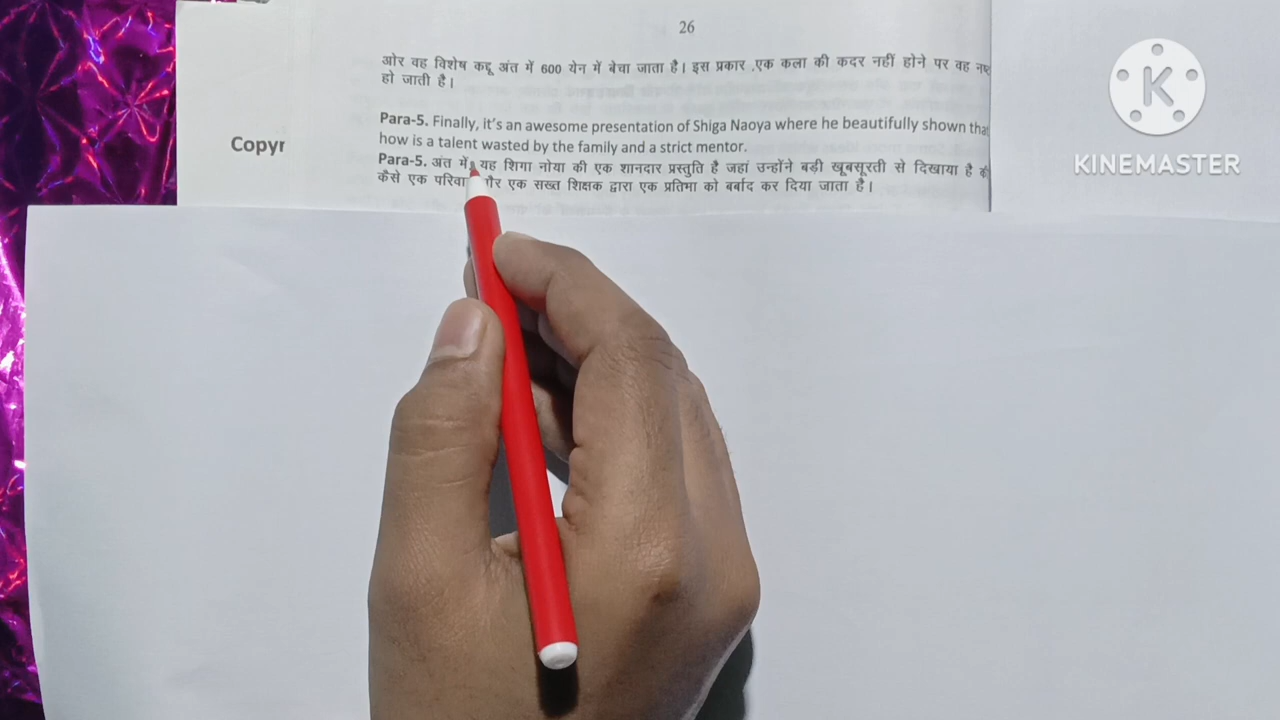 26
ओर वह विशेष कद्दू अंत में 600 येन में बेचा जाता है। इस प्रकार ,एक कला की कदर नहीं होने पर वह नष्ट
हो जाती है।
Para-5. Finally, it's an awesome presentation of Shiga Naoya where he beautifully shown that
how is a talent wasted by the family and a strict mentor.
Copyr
Para-5. अंत में, यह शिगा नोया की एक शानदार प्रस्तुति है जहां उन्होंने बड़ी खूबसूरती से दिखाया है की
कैसे एक परिवा और एक सख्त शिक्षक द्वारा एक प्रतिभा को बर्बाद कर दिया जाता है।
K
KINEMASTER